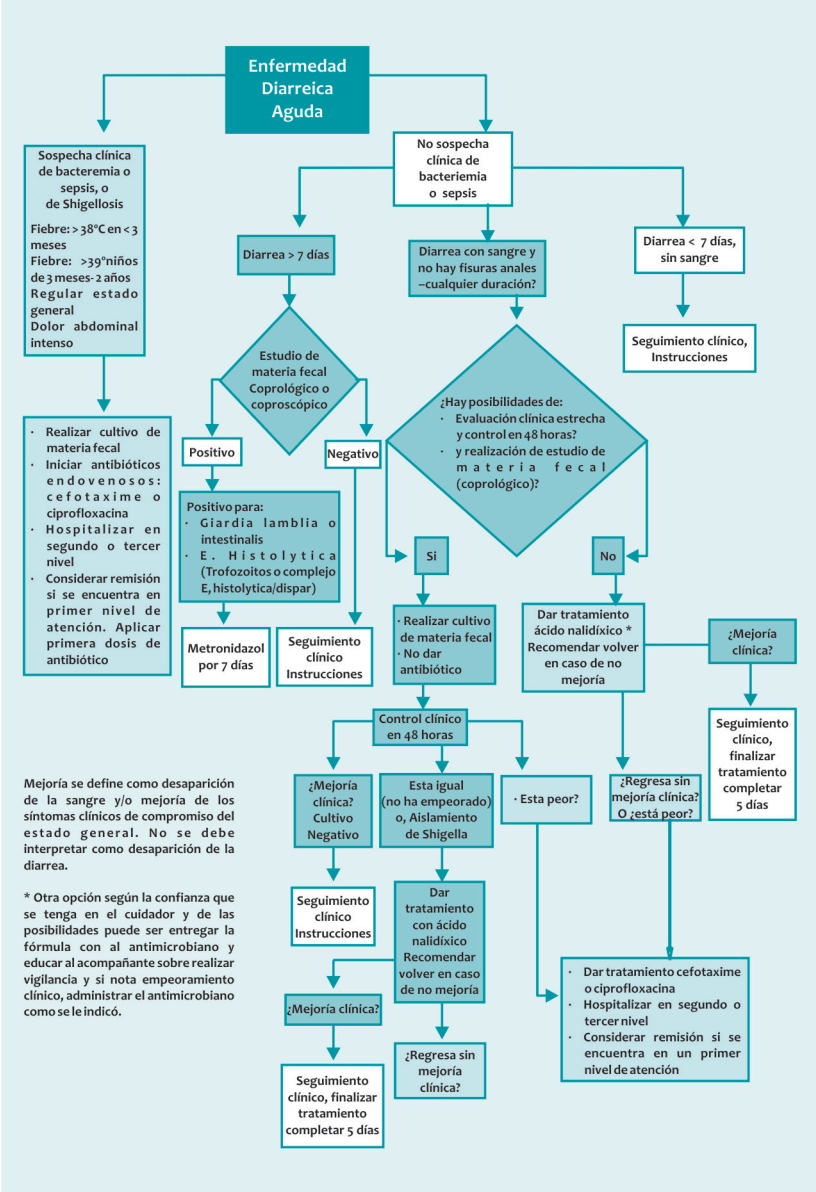 Enfermedad
Diarreica
Aguda
Sospecha clínica
de bacteremia o
sepsis, o
de Shigellosis
Fiebre: > 38°C en < 3
meses
Fiebre: >39°niños
de 3 meses- 2 años
Regular estado
general
Dolor abdominal
intenso
No sospecha
clínica de
bacteriemia
o sepsis
Diarrea > 7 días
Diarrea con sangre y
no hay fisuras anales
–cualquier duración?
Diarrea < 7 días,
sin sangre
Seguimiento clínico,
Instrucciones
Estudio de
materia fecal
Coprológico o
coproscópico
¿Hay posibilidades de:
· Evaluación clínica estrecha
y control en 48 horas?
· y realización de estudio de
materia fecal
(coprológico)?
Positivo
Negativo
· Realizar cultivo de
materia fecal
· Iniciar antibióticos
endovenosos:
cefotaxime o
ciprofloxacina
· Hospitalizar en
segundo o tercer
nivel
· Considerar remisión
si se encuentra en
primer nivel de
atención. Aplicar
primera dosis de
antibiótico
Positivo para:
· Giardia lamblia o
intestinalis
· E. Histolytica
(Trofozoitos o complejo
E, histolytica/dispar)
Metronidazol
por 7 días
Seguimiento
clínico
Instrucciones
Si
No
· Realizar cultivo
de materia fecal
· No dar
antibiótico
Dar tratamiento
ácido nalidíxico *
Recomendar volver
en caso de no
mejoría
¿Mejoría
clínica?
Control clínico
en 48 horas
Seguimiento
clínico,
finalizar
tratamiento
completar
5 días
¿Mejoría
clínica?
Cultivo
Negativo
Esta igual
(no ha empeorado)
o, Aislamiento
de Shigella
· Esta peor?
¿Regresa sin
mejoría clínica?
O ¿está peor?
Mejoría se define como desaparición
de la sangre y/o mejoría de los
síntomas clínicos de compromiso del
estado general. No se debe
interpretar como desaparición de la
diarrea.
* Otra opción según la confianza que
se tenga en el cuidador y de las
posibilidades puede ser entregar la
fórmula con al antimicrobiano y
educar al acompañante sobre realizar
vigilancia y si nota empeoramiento
clínico, administrar el antimicrobiano
como se le indicó.
Seguimiento
clínico
Instrucciones
Dar
tratamiento
con ácido
nalidíxico
Recomendar
volver en caso
de no mejoría
¿Mejoría clínica?
¿Regresa sin
mejoría
clínica?
Seguimiento
clínico, finalizar
tratamiento
completar 5 días
· Dar tratamiento cefotaxime
o ciprofloxacina
· Hospitalizar en segundo o
tercer nivel
· Considerar remisión si se
encuentra en un primer
nivel de atención